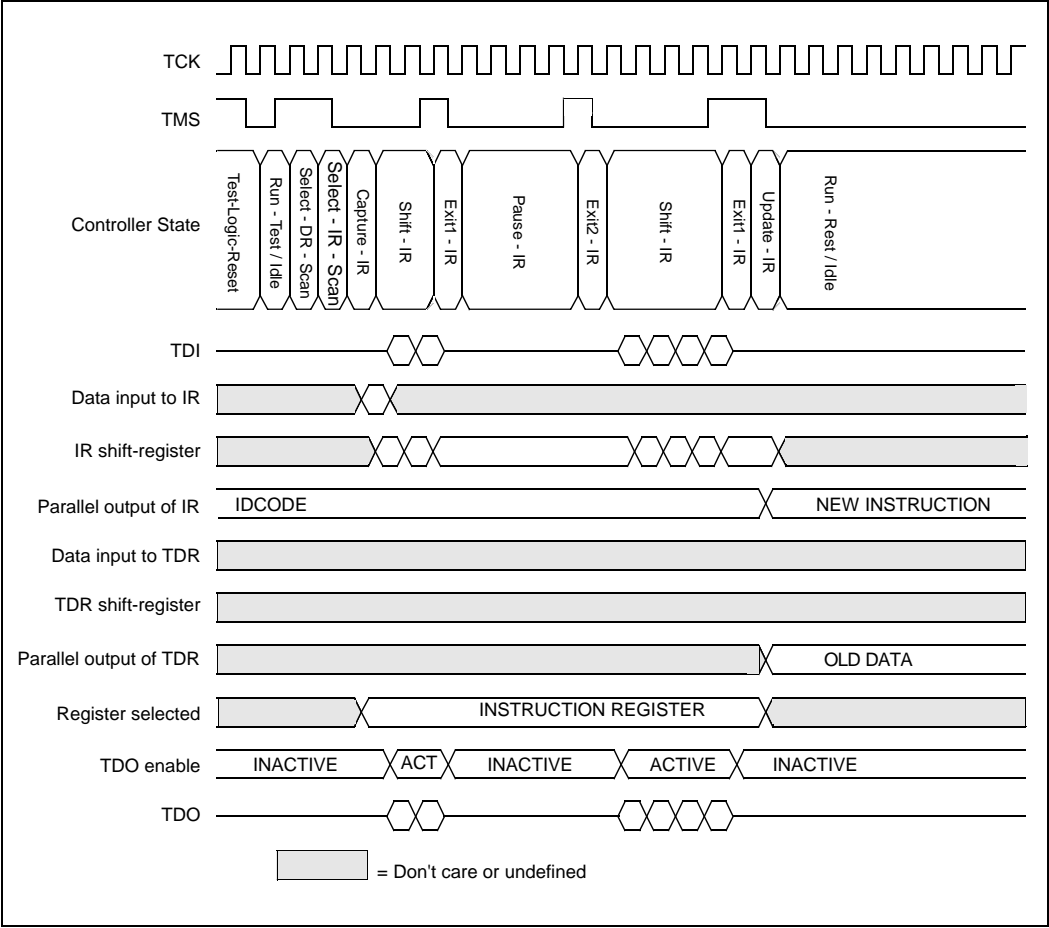 TCK
TMS
Controller State
Test-Logic-Reset
Run - Test / Idle
Select - DR - Scan
Select - IR - Scan
Capture - IR
Shift - IR
Exit1 - IR
Pause - IR
Exit2 - IR
Shift - IR
Exit1 - IR
Update - IR
Run - Rest / Idle
TDI
Data input to IR
IR shift-register
Parallel output of IR IDCODE NEW INSTRUCTION
Data input to TDR
TDR shift-register
Parallel output of TDR OLD DATA
Register selected INSTRUCTION REGISTER
TDO enable INACTIVE ACT INACTIVE ACTIVE INACTIVE
TDO
= Don't care or undefined